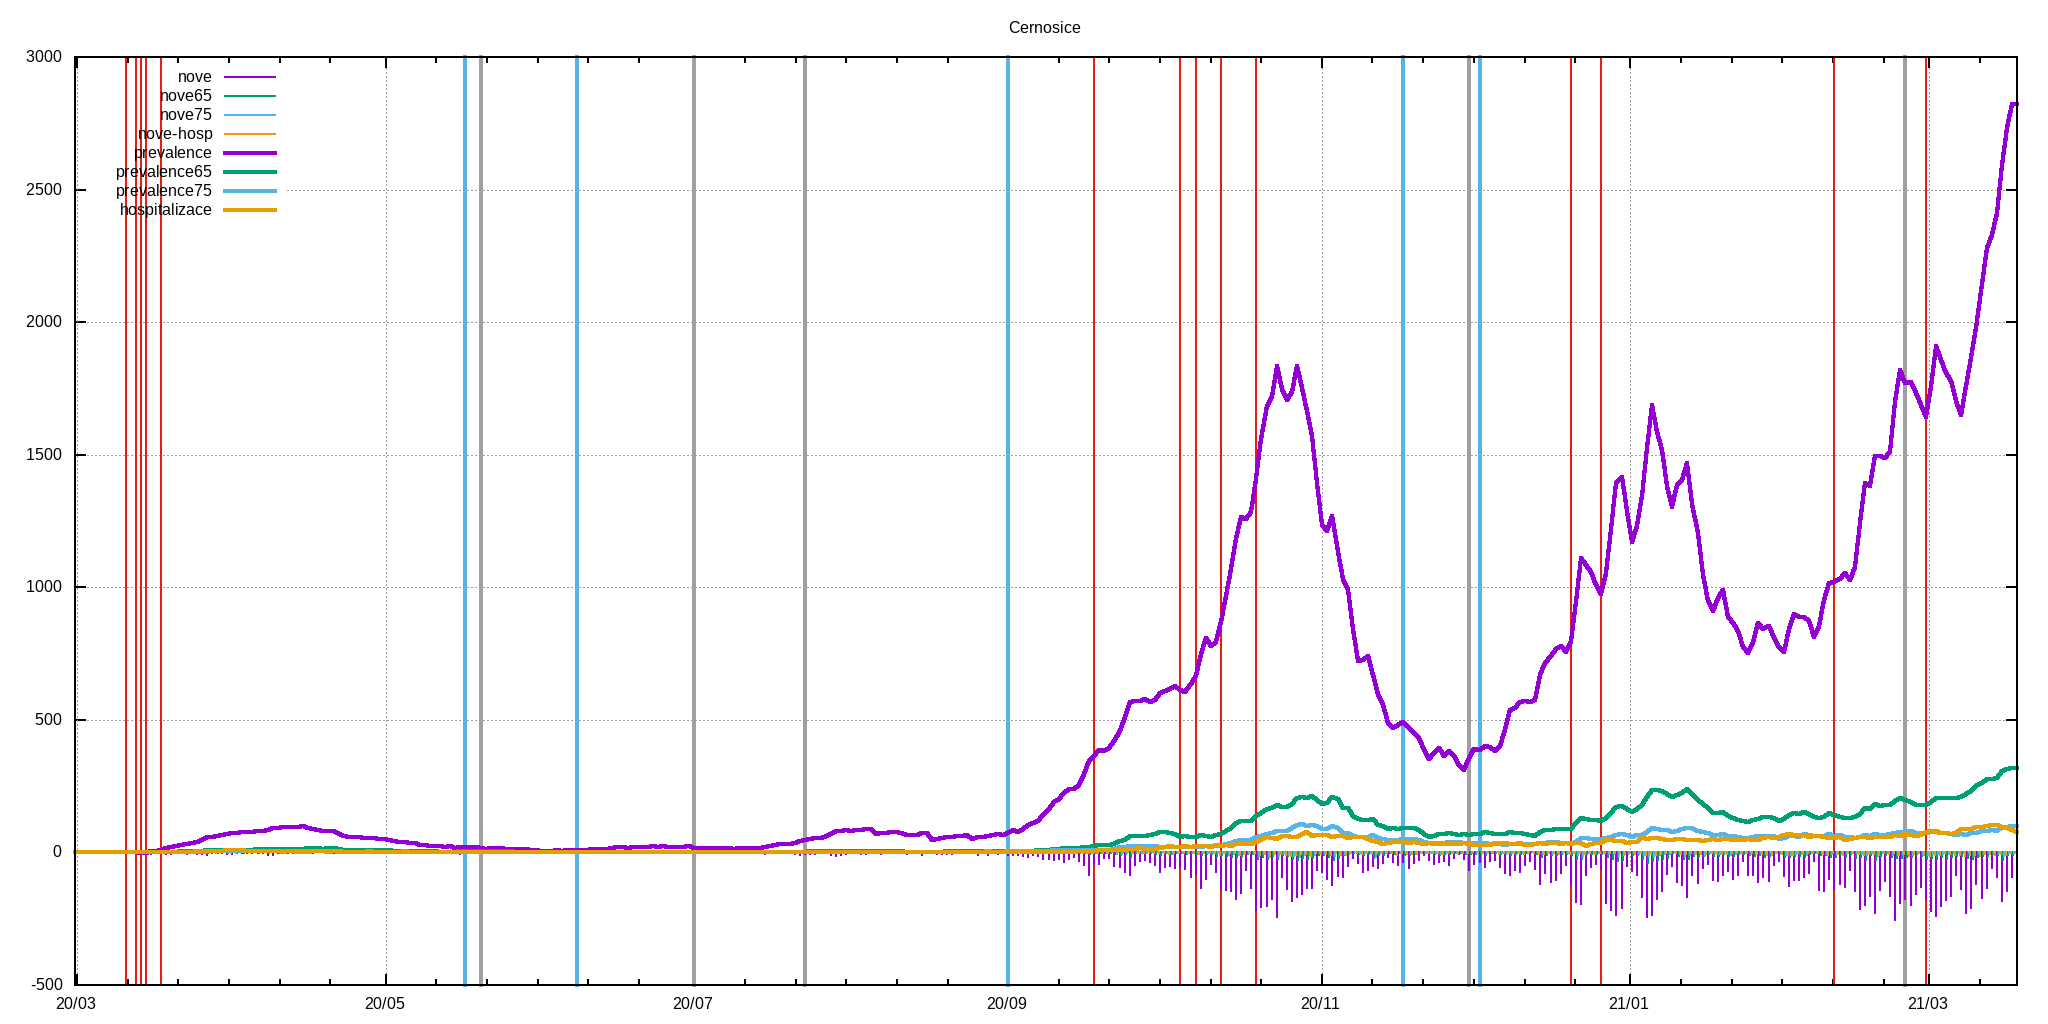 Cernosice
3000
2500
2000
1500
1000
500
0
-500
nove
nove65
nove75
nove-hosp
prevalence
prevalence65
prevalence75
hospitalizace
20/03 20/05 20/07 20/09 20/11 21/01 21/03